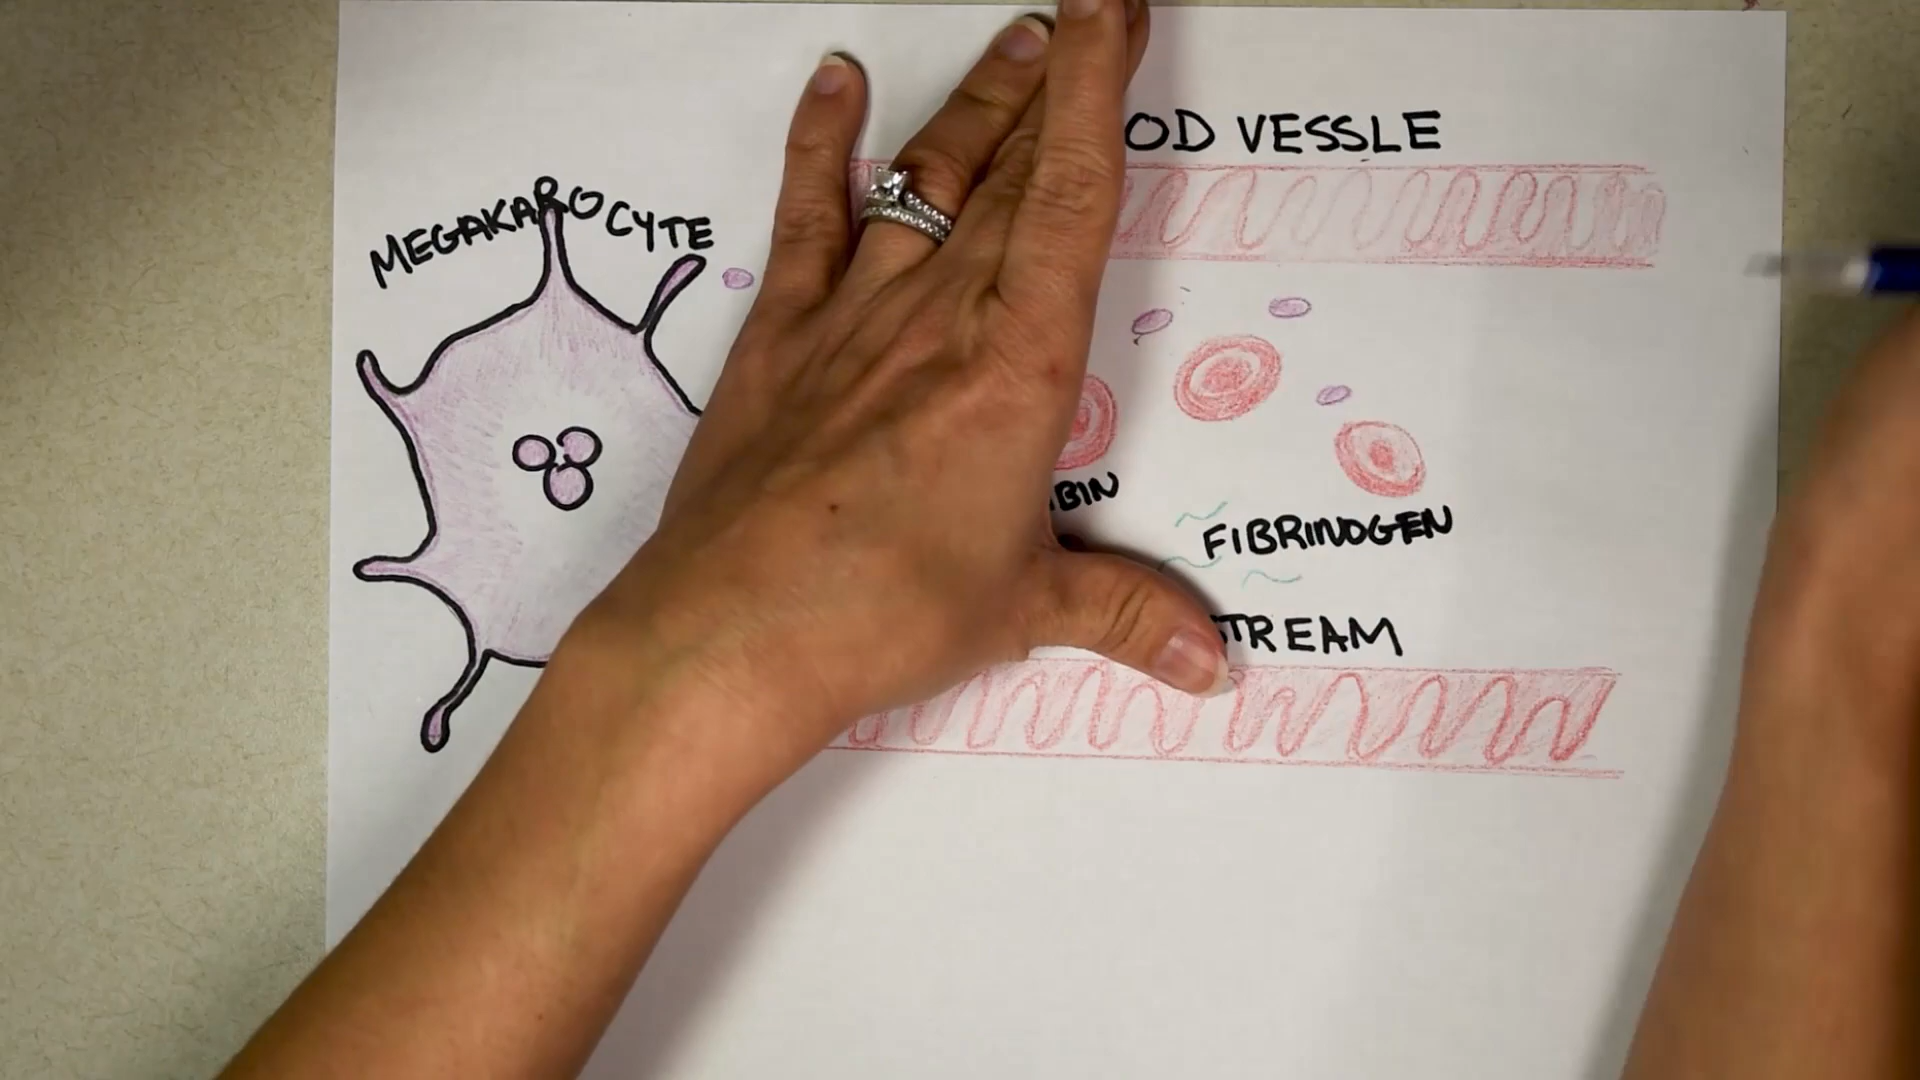 OD VESSLE
MEGAKAROCYTE
BIN
FIBRINOGEN
TREAM